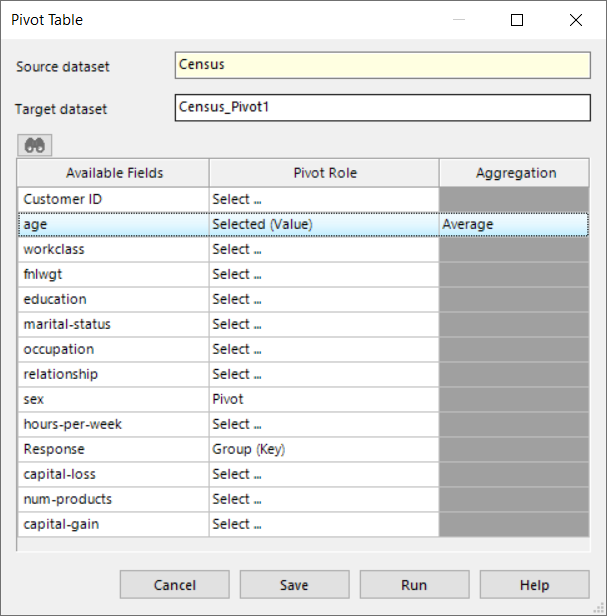 Pivot Table
Source dataset Census
Target dataset Census_Pivot1
Available Fields Pivot Role Aggregation
Customer ID Select ...
age Selected (Value) Average
workclass Select ...
fnlwgt Select ...
education Select ...
marital-status Select ...
occupation Select ...
relationship Select ...
sex Pivot
hours-per-week Select ...
Response Group (Key)
capital-loss Select ...
num-products Select ...
capital-gain Select ...
Cancel Save Run Help